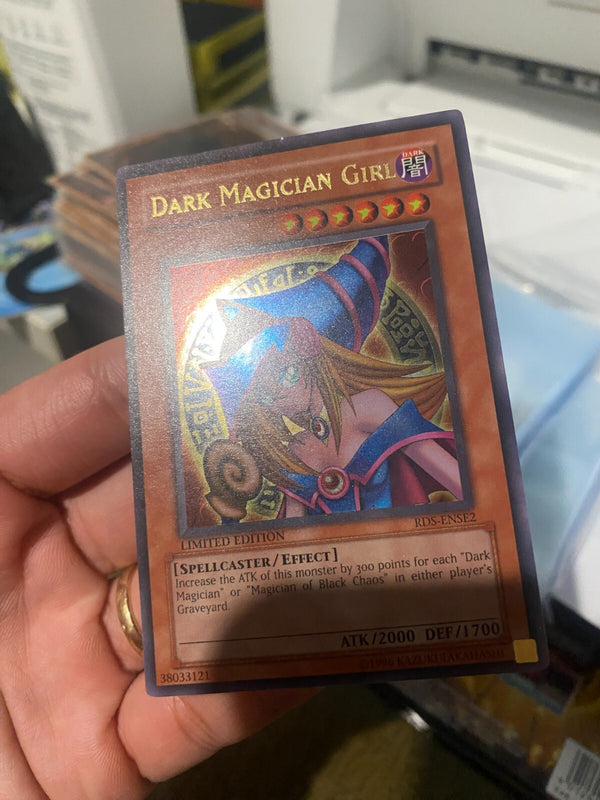 DARK MAGICIAN GIRL
DARK
闇
LIMITED EDITION
RDS-ENSE2
[SPELLCASTER/EFFECT]
Increase the ATK of this monster by 300 points for each "Dark
Magician" or "Magician of Black Chaos" in either player's
Graveyard.
ATK/2000 DEF/1700
38033121
©1996 KAZUKI TAKAHASHI